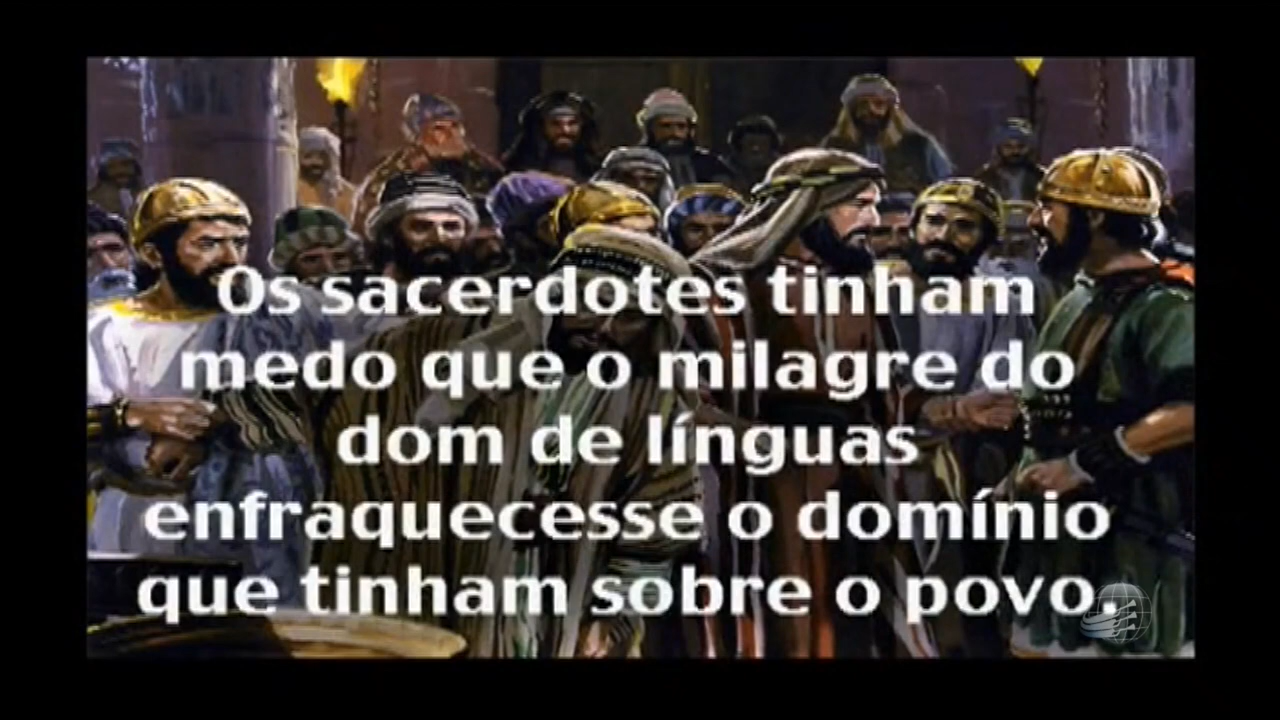 Os sacerdotes tinham
medo que o milagre do
dom de línguas
enfraquecesse o domínio
que tinham sobre o povo.